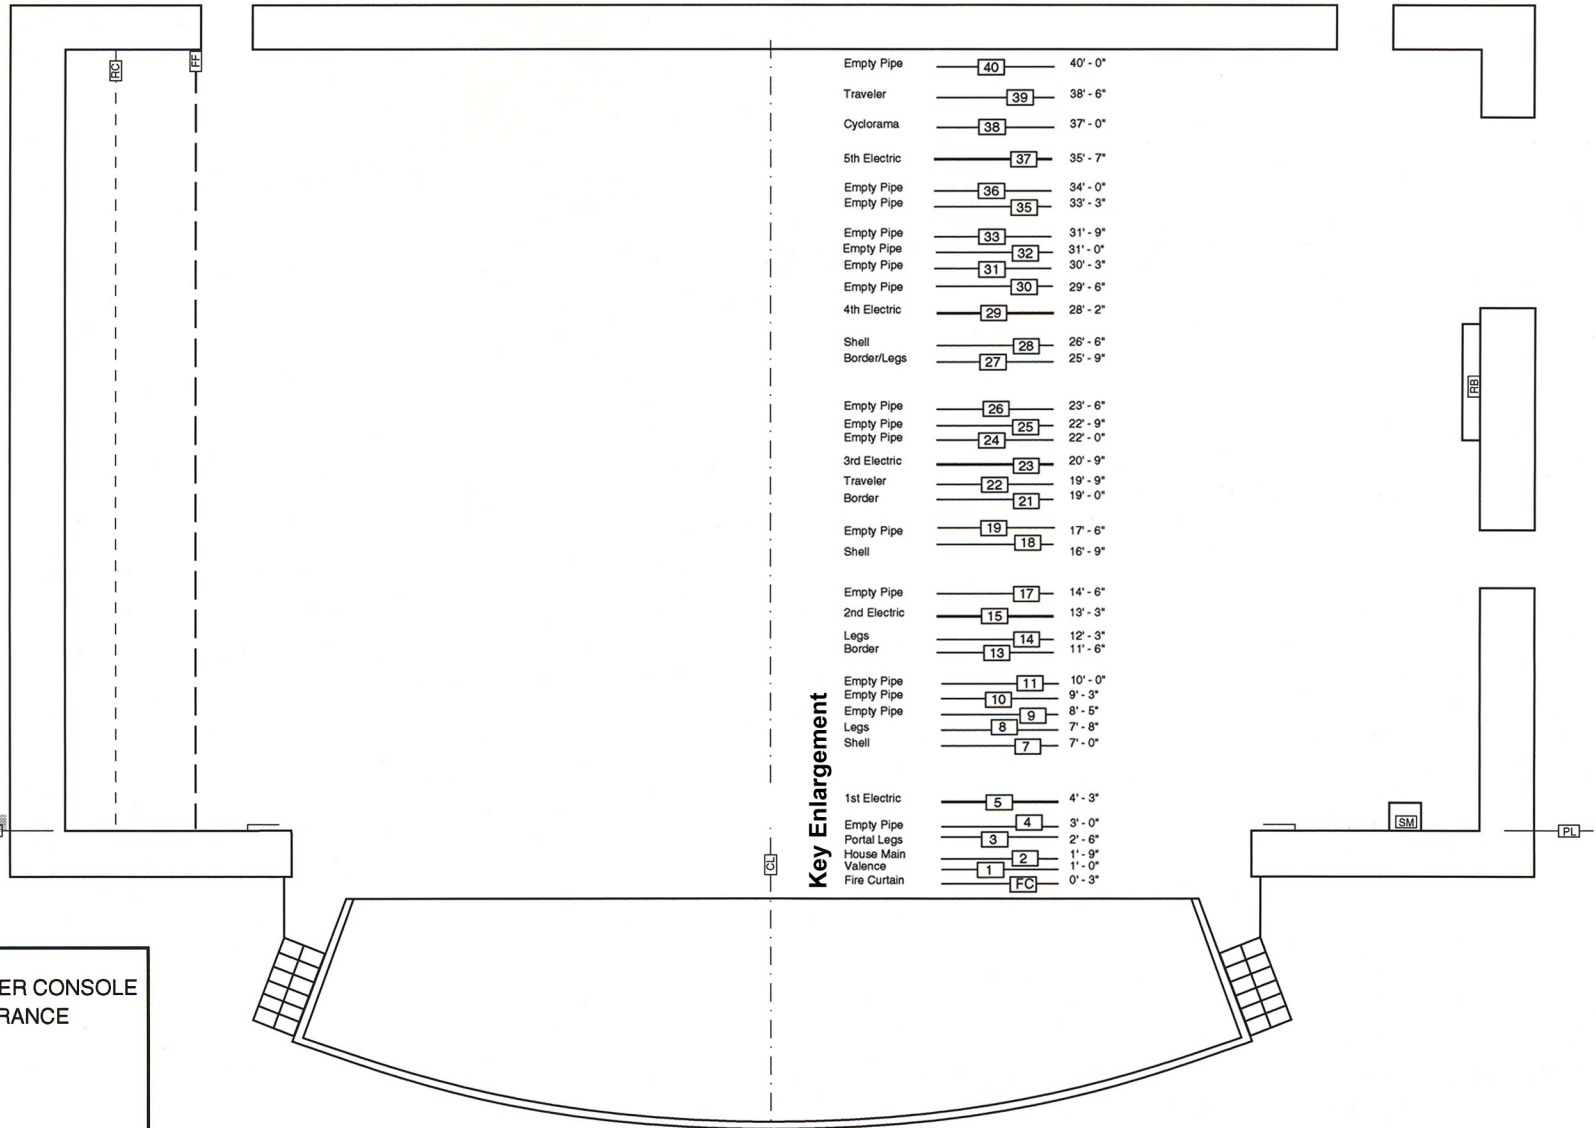 RC
FF
Empty Pipe 40 40' - 0"
Traveler 39 38' - 6"
Cyclorama 38 37' - 0"
5th Electric 37 35' - 7"
Empty Pipe 36 34' - 0"
Empty Pipe 35 33' - 3"
Empty Pipe 33 31' - 9"
Empty Pipe 32 31' - 0"
Empty Pipe 31 30' - 3"
Empty Pipe 30 29' - 6"
4th Electric 29 28' - 2"
Shell 28 26' - 6"
Border/Legs 27 25' - 9"
RB
Empty Pipe 26 23' - 6"
Empty Pipe 25 22' - 9"
Empty Pipe 24 22' - 0"
3rd Electric 23 20' - 9"
Traveler 22 19' - 9"
Border 21 19' - 0"
Empty Pipe 19 17' - 6"
Shell 18 16' - 9"
Empty Pipe 17 14' - 6"
2nd Electric 15 13' - 3"
Legs 14 12' - 3"
Border 13 11' - 6"
Empty Pipe 11 10' - 0"
Empty Pipe 10 9' - 3"
Empty Pipe 9 8' - 5"
Legs 8 7' - 8"
Shell 7 7' - 0"
1st Electric 5 4' - 3"
Empty Pipe 4 3' - 0"
Portal Legs 3 2' - 6"
House Main 2 1' - 9"
Valence 1 1' - 0"
Fire Curtain FC 0' - 3"
Key Enlargement
CL
SM
PL
ER CONSOLE
RANCE